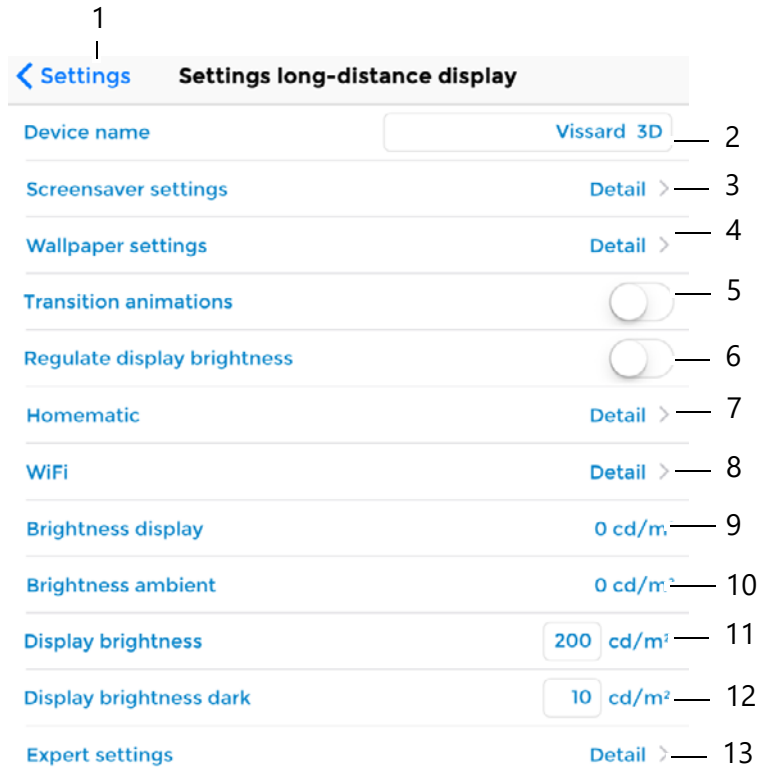 1
Settings Settings long-distance display
Device name Vissard 3D 2
Screensaver settings Detail 3
Wallpaper settings Detail 4
Transition animations 5
Regulate display brightness 6
Homematic Detail 7
WiFi Detail 8
Brightness display 0 cd/m 9
Brightness ambient 0 cd/m² 10
Display brightness 200 cd/m² 11
Display brightness dark 10 cd/m² 12
Expert settings Detail 13